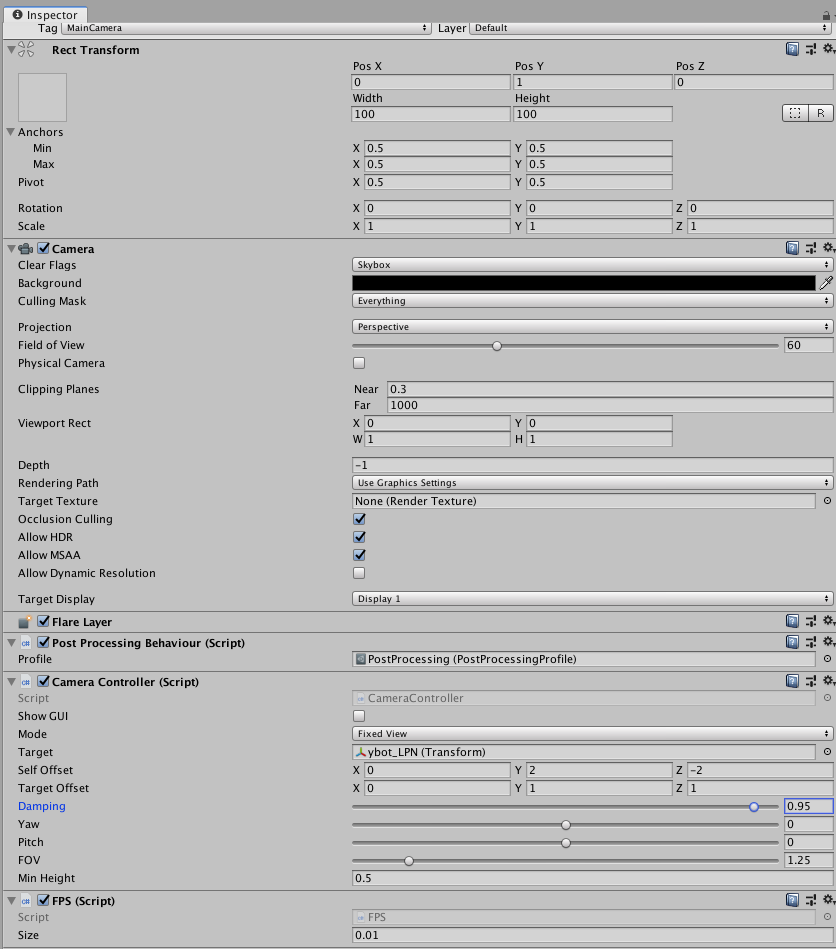 Inspector
Tag MainCamera Layer Default
Rect Transform
Pos X Pos Y Pos Z
0 1 0
Width Height
100 100 R
Anchors
Min X 0.5 Y 0.5
Max X 0.5 Y 0.5
Pivot X 0.5 Y 0.5
Rotation X 0 Y 0 Z 0
Scale X 1 Y 1 Z 1
Camera
Clear Flags Skybox
Background
Culling Mask Everything
Projection Perspective
Field of View 60
Physical Camera
Clipping Planes Near 0.3
Far 1000
Viewport Rect X 0 Y 0
W 1 H 1
Depth -1
Rendering Path Use Graphics Settings
Target Texture None (Render Texture)
Occlusion Culling
Allow HDR
Allow MSAA
Allow Dynamic Resolution
Target Display Display 1
Flare Layer
C# Post Processing Behaviour (Script)
Profile PostProcessing (PostProcessingProfile)
C# Camera Controller (Script)
Script CameraController
Show GUI
Mode Fixed View
Target ybot_LPN (Transform)
Self Offset X 0 Y 2 Z -2
Target Offset X 0 Y 1 Z 1
Damping 0.95
Yaw 0
Pitch 0
FOV 1.25
Min Height 0.5
C# FPS (Script)
Script FPS
Size 0.01